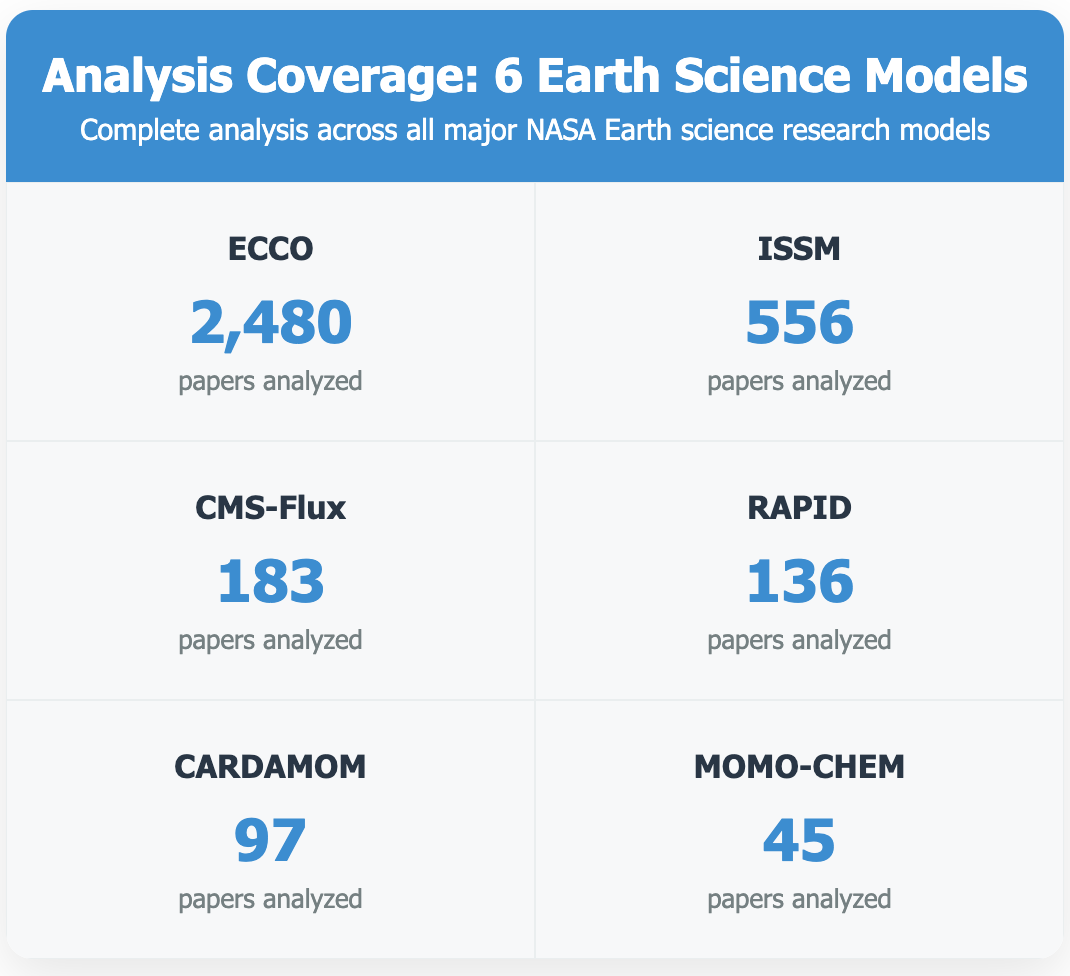 Analysis Coverage: 6 Earth Science Models
Complete analysis across all major NASA Earth science research models
ECCO
2,480
papers analyzed
ISSM
556
papers analyzed
CMS-Flux
183
papers analyzed
RAPID
136
papers analyzed
CARDAMOM
97
papers analyzed
MOMO-CHEM
45
papers analyzed